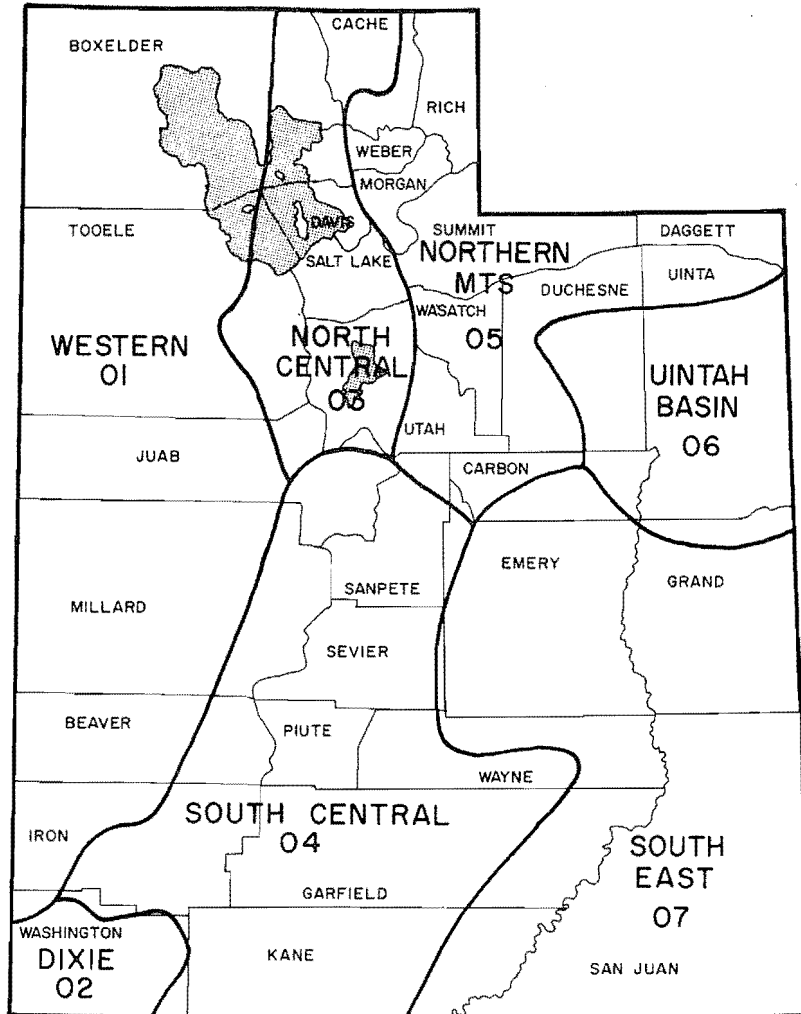 CACHE
BOXELDER
RICH
WEBER
MORGAN
TOOELE
DAVIS
SUMMIT
DAGGETT
SALT LAKE
NORTHERN
MTS
05
UINTA
DUCHESNE
WASATCH
WESTERN
01
NORTH
CENTRAL
03
UINTAH
BASIN
06
UTAH
JUAB
CARBON
EMERY
GRAND
SANPETE
MILLARD
SEVIER
BEAVER
PIUTE
WAYNE
SOUTH CENTRAL
04
IRON
SOUTH
EAST
07
GARFIELD
WASHINGTON
DIXIE
02
KANE
SAN JUAN